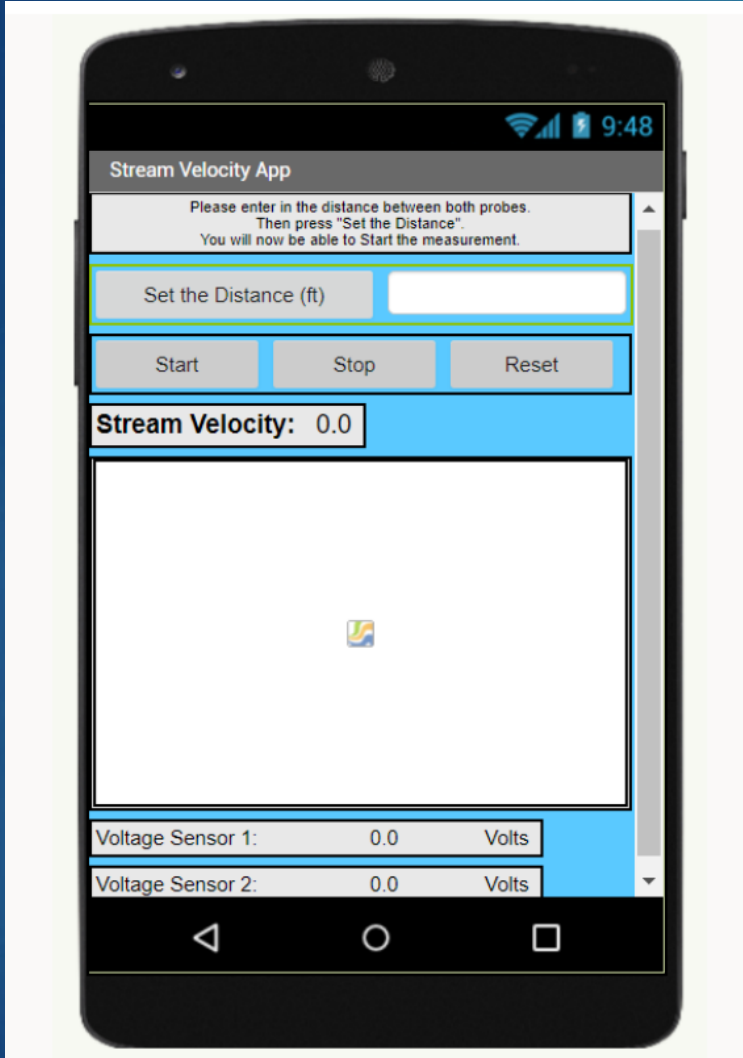 9:48
Stream Velocity App
Please enter in the distance between both probes.
Then press "Set the Distance".
You will now be able to Start the measurement.
Set the Distance (ft)
Start Stop Reset
Stream Velocity: 0.0
Voltage Sensor 1: 0.0 Volts
Voltage Sensor 2: 0.0 Volts